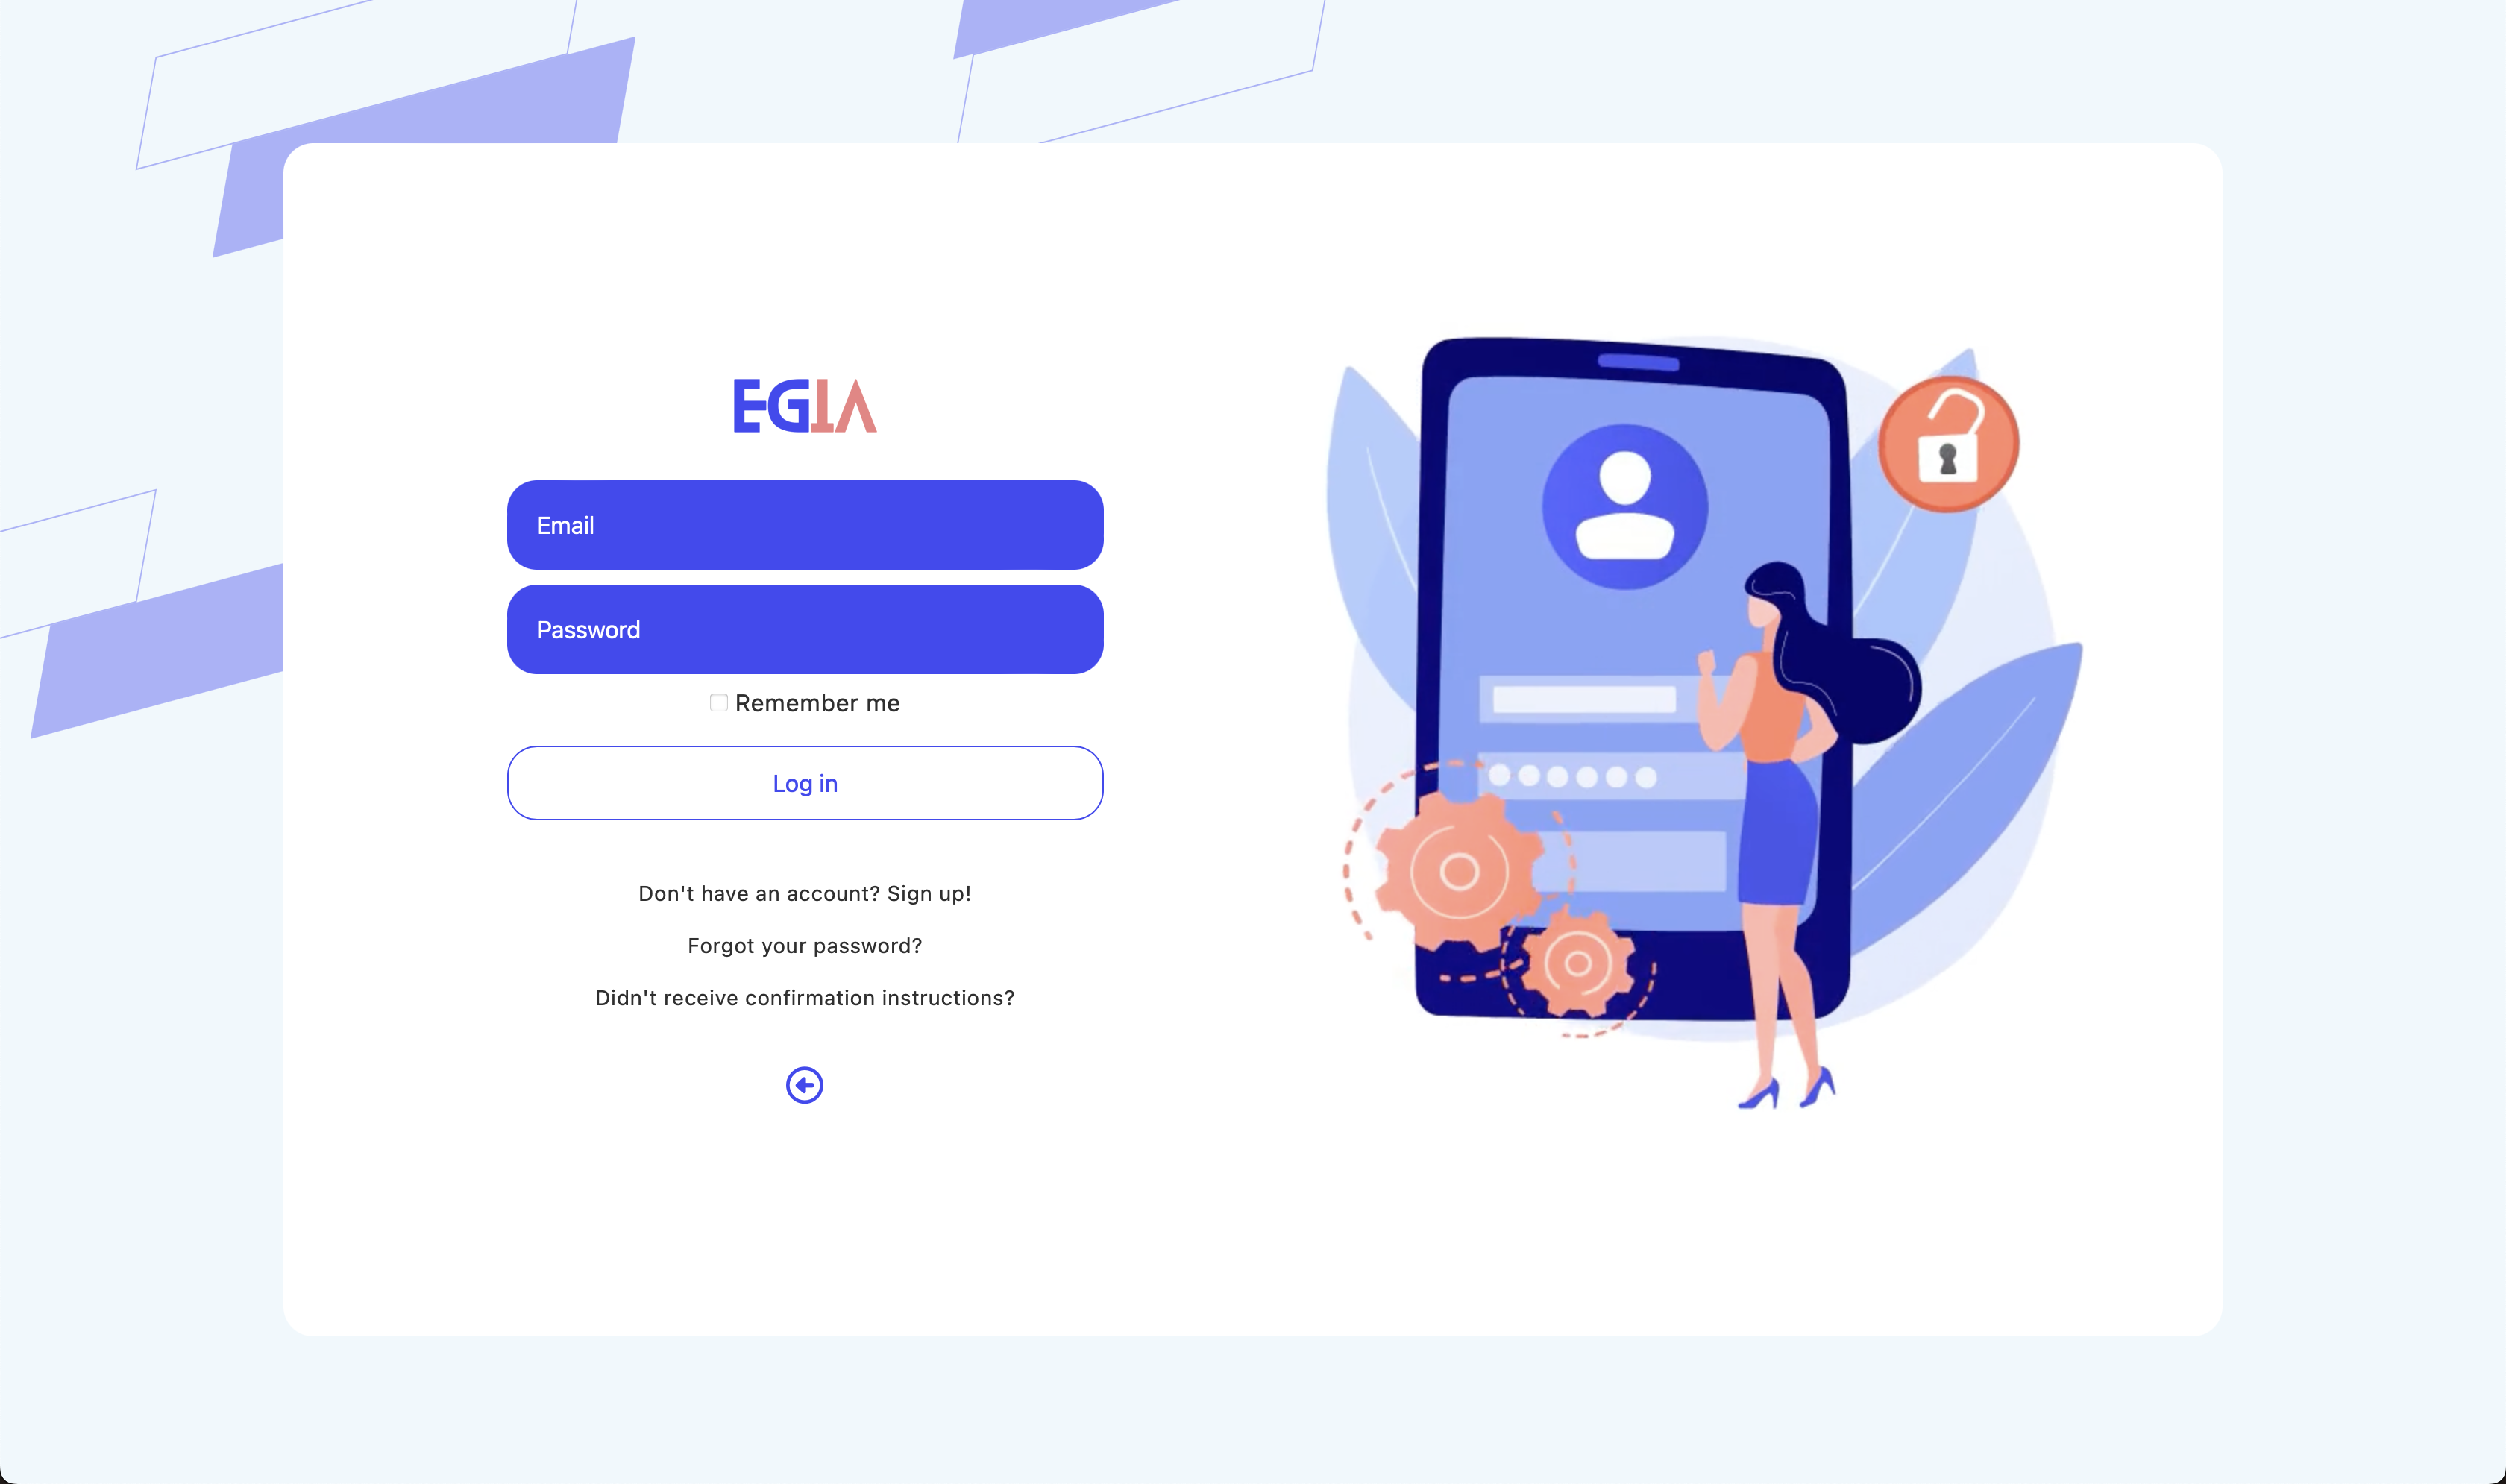 EGIA
Email
Password
Remember me
Log in
Don't have an account? Sign up!
Forgot your password?
Didn't receive confirmation instructions?